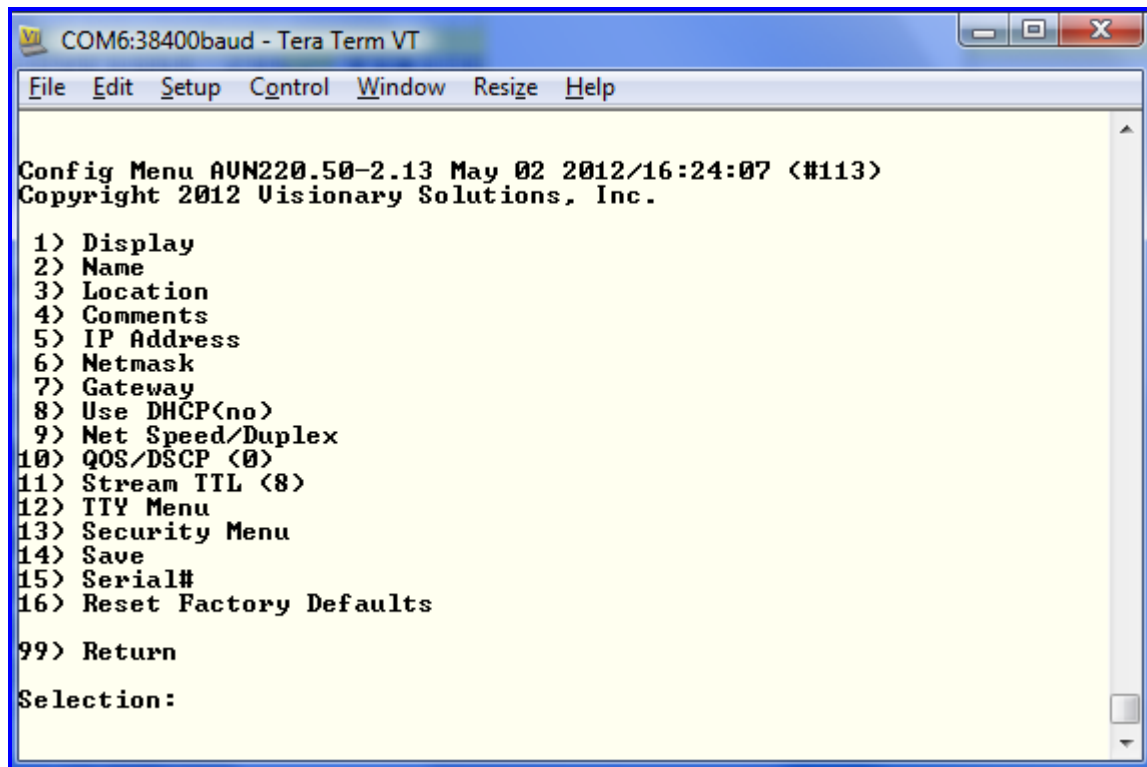 COM6:38400baud - Tera Term VT
File Edit Setup Control Window Resize Help
Config Menu AVN220.50-2.13 May 02 2012/16:24:07 (#113)
Copyright 2012 Visionary Solutions, Inc.
1) Display
2) Name
3) Location
4) Comments
5) IP Address
6) Netmask
7) Gateway
8) Use DHCP(no)
9) Net Speed/Duplex
10) QOS/DSCP (0)
11) Stream TTL (8)
12) TTY Menu
13) Security Menu
14) Save
15) Serial#
16) Reset Factory Defaults
99) Return
Selection: